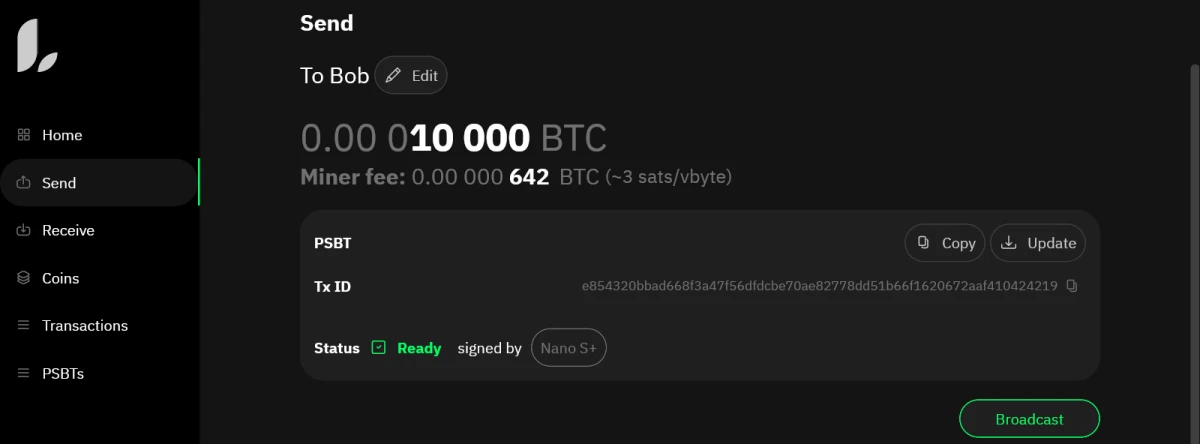 Send
To Bob Edit
0.00 010 000 BTC
Miner fee: 0.00 000 642 BTC (~3 sats/vbyte)
Home
Send
Receive
Coins
Transactions
PSBTs
PSBT Copy Update
Tx ID e854320bbad668f3a47f56dfdcbe70ae82778dd51b66f1620672aaf410424219
Status Ready signed by Nano S+
Broadcast